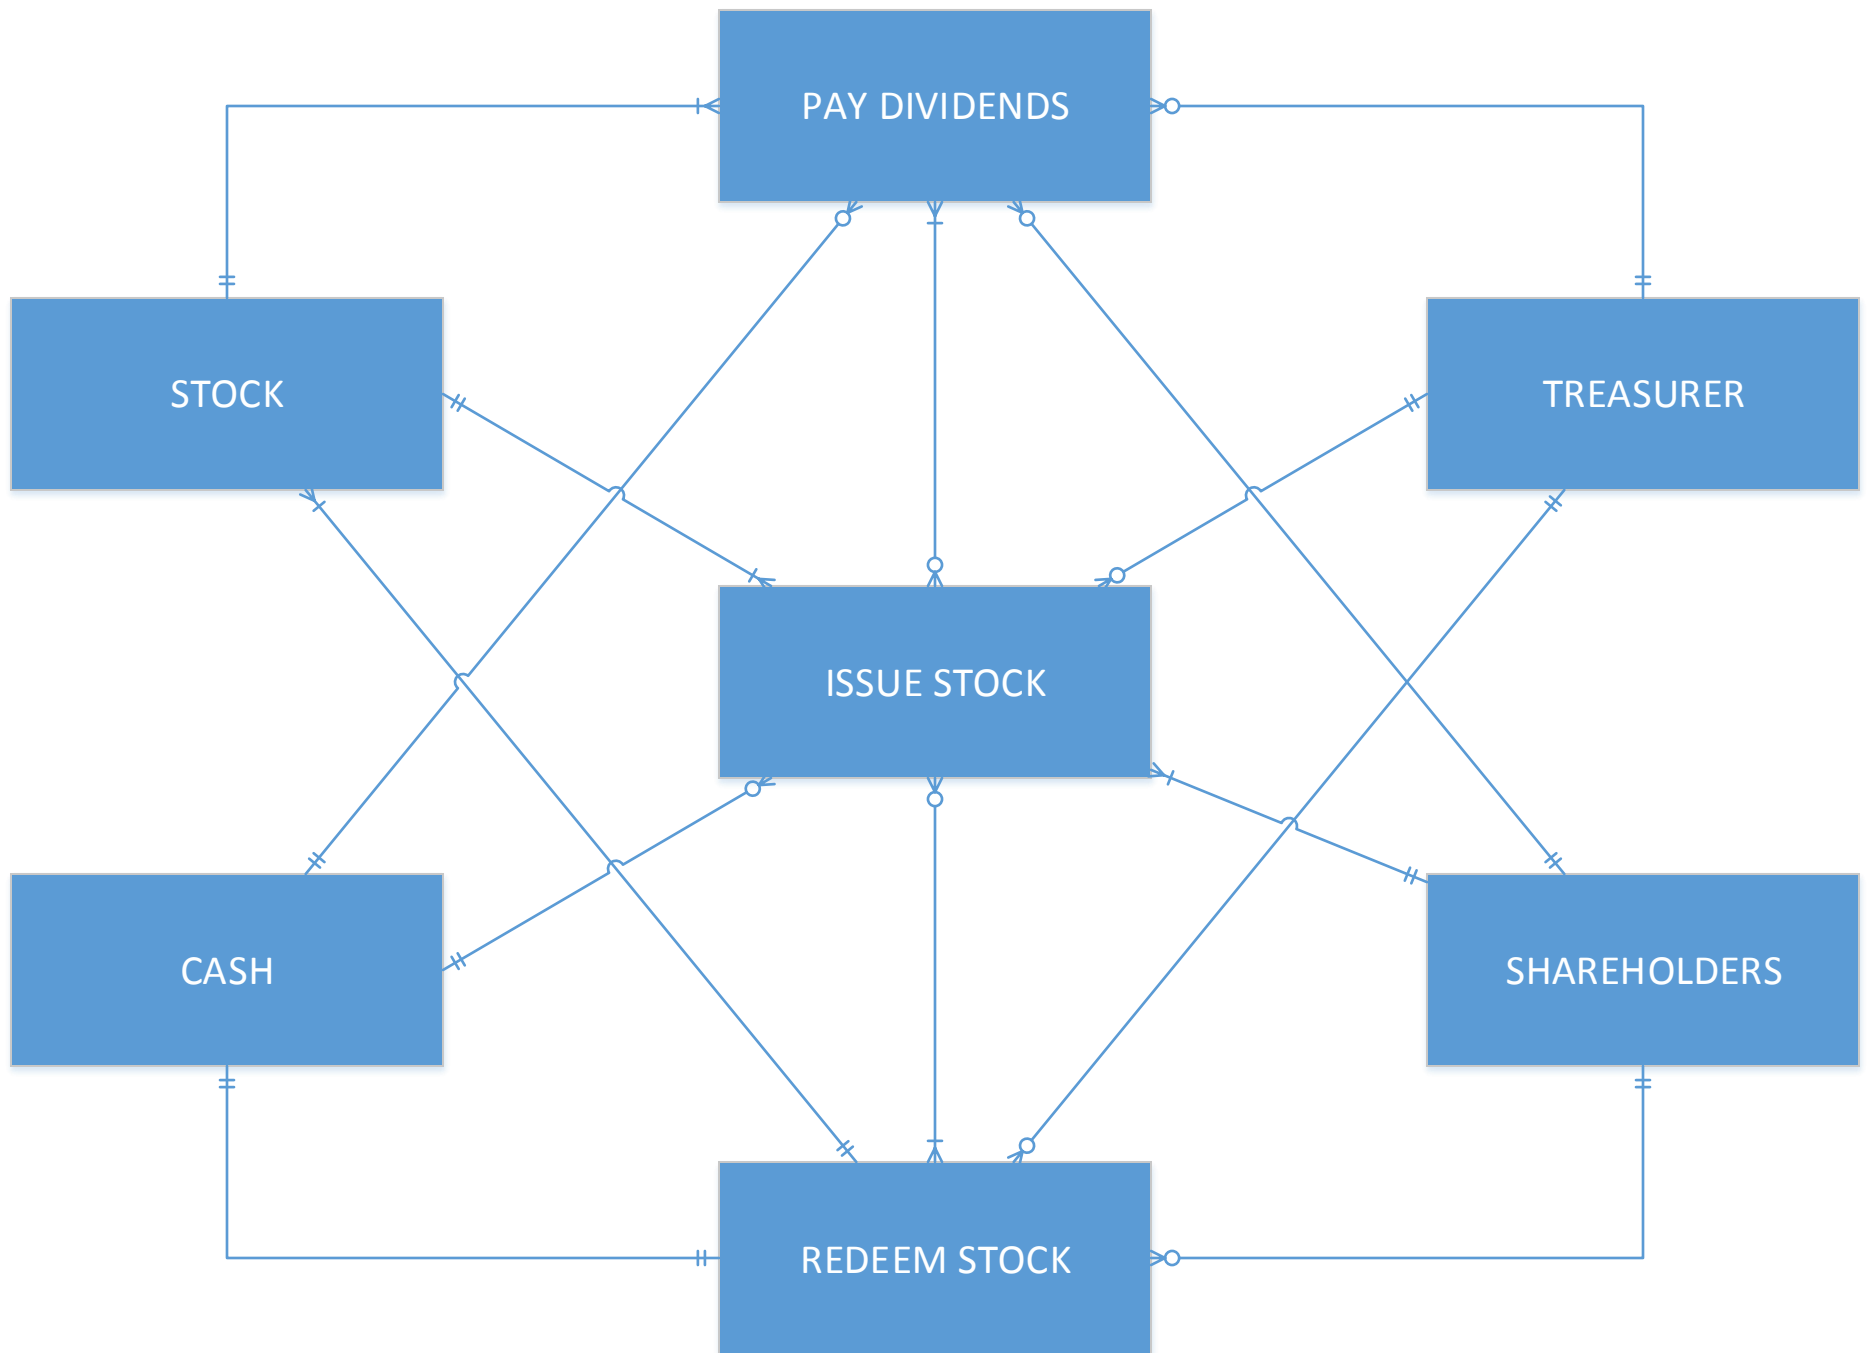 PAY DIVIDENDS
STOCK
TREASURER
ISSUE STOCK
CASH
SHAREHOLDERS
REDEEM STOCK